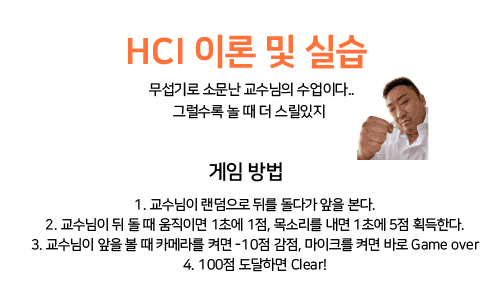 HCI 이론 및 실습
무섭기로 소문난 교수님의 수업이다..
그럴수록 놀 때 더 스릴있지
게임 방법
1. 교수님이 랜덤으로 뒤를 돌다가 앞을 본다.
2. 교수님이 뒤 돌 때 움직이면 1초에 1점, 목소리를 내면 1초에 5점 획득한다.
3. 교수님이 앞을 볼 때 카메라를 켜면 -10점 감점, 마이크를 켜면 바로 Game over
4. 100점 도달하면 Clear!